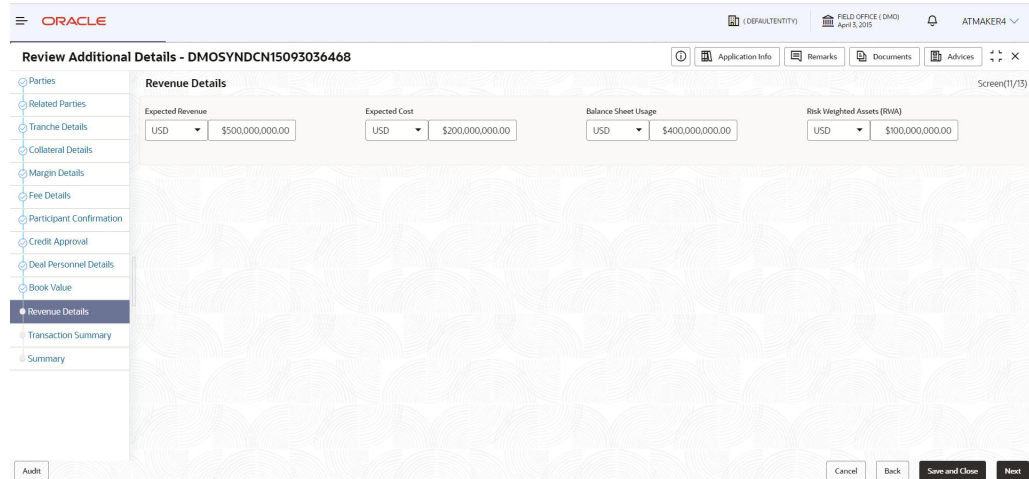 ORACLE
(DEFAULTENTITY)
FIELD OFFICE ( DMO)
April 3, 2015
ATMAKER4
Review Additional Details - DMOSYNDCN15093036468
Application Info
Remarks
Documents
Advices
Parties
Related Parties
Tranche Details
Collateral Details
Margin Details
Fee Details
Participant Confirmation
Credit Approval
Deal Personnel Details
Book Value
Revenue Details
Transaction Summary
Summary
Revenue Details
Screen(11/13)
Expected Revenue
USD $500,000,000.00
Expected Cost
USD $200,000,000.00
Balance Sheet Usage
USD $400,000,000.00
Risk Weighted Assets (RWA)
USD $100,000,000.00
Audit
Cancel
Back
Save and Close
Next